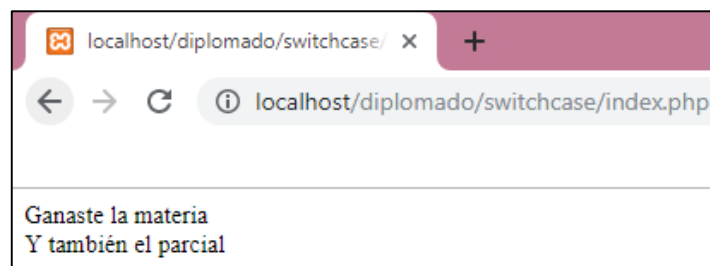 localhost/diplomado/switchcase/
localhost/diplomado/switchcase/index.php
Ganaste la materia
Y también el parcial